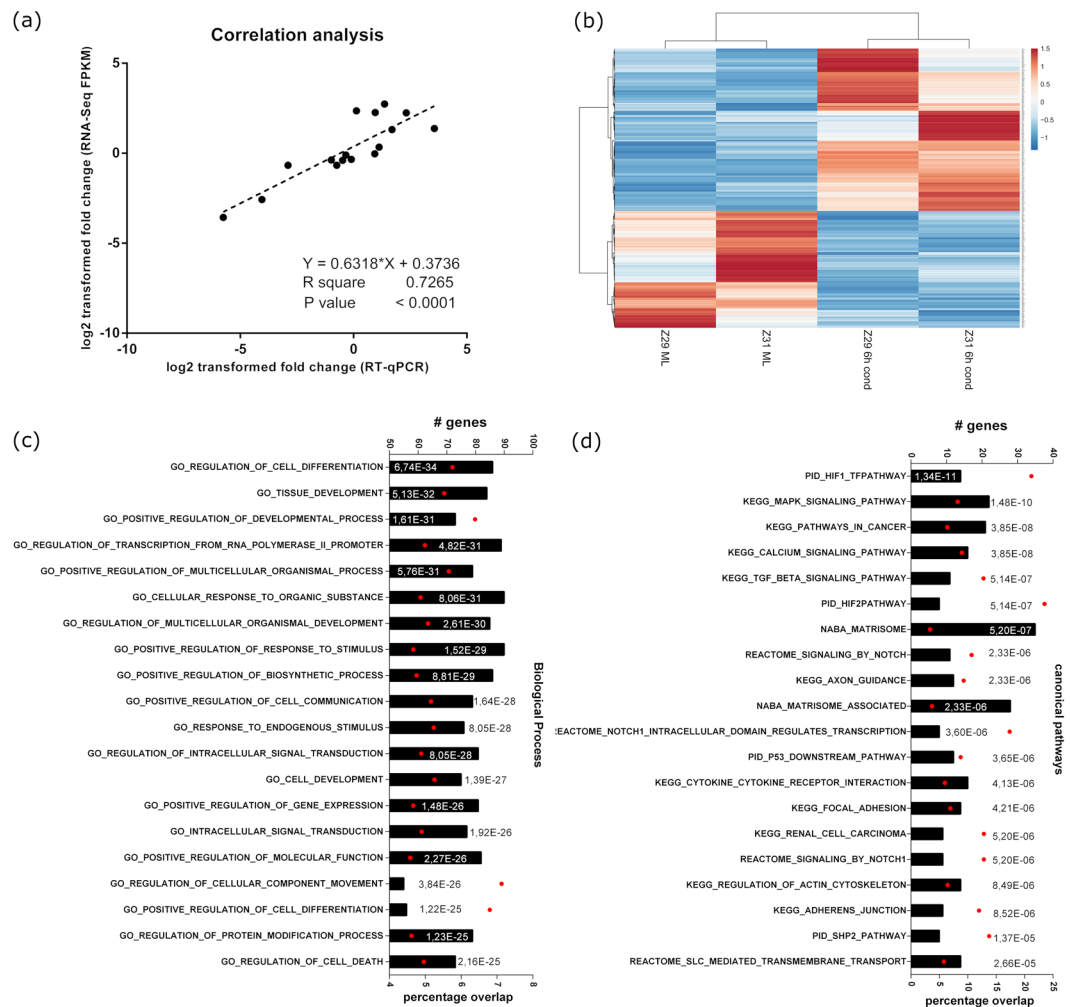 (a)
Correlation analysis
log2 transformed fold change (RNA-Seq FPKM)
5
0
-5
-10
-10
-5
0
5
Y = 0.6318*X + 0.3736
R square 0.7265
P value < 0.0001
log2 transformed fold change (RT-qPCR)
(b)
1.5
1
0.5
0
-0.5
-1
Z29 ML
Z31 ML
Z29 6h cond
Z31 6h cond
(c)
# genes
50
60
70
80
90
100
GO_REGULATION_OF_CELL_DIFFERENTIATION 6,74E-34
GO_TISSUE_DEVELOPMENT 5,13E-32
GO_POSITIVE_REGULATION_OF_DEVELOPMENTAL_PROCESS 1,61E-31
GO_REGULATION_OF_TRANSCRIPTION_FROM_RNA_POLYMERASE_II_PROMOTER 4,82E-31
GO_POSITIVE_REGULATION_OF_MULTICELLULAR_ORGANISMAL_PROCESS 5,76E-31
GO_CELLULAR_RESPONSE_TO_ORGANIC_SUBSTANCE 8,06E-31
GO_REGULATION_OF_MULTICELLULAR_ORGANISMAL_DEVELOPMENT 2,61E-30
GO_POSITIVE_REGULATION_OF_RESPONSE_TO_STIMULUS 1,52E-29
GO_POSITIVE_REGULATION_OF_BIOSYNTHETIC_PROCESS 8,81E-29
GO_POSITIVE_REGULATION_OF_CELL_COMMUNICATION 1,64E-28
GO_RESPONSE_TO_ENDOGENOUS_STIMULUS 8,05E-28
GO_REGULATION_OF_INTRACELLULAR_SIGNAL_TRANSDUCTION 8,05E-28
GO_CELL_DEVELOPMENT 1,39E-27
GO_POSITIVE_REGULATION_OF_GENE_EXPRESSION 1,48E-26
GO_INTRACELLULAR_SIGNAL_TRANSDUCTION 1,92E-26
GO_POSITIVE_REGULATION_OF_MOLECULAR_FUNCTION 2,27E-26
GO_REGULATION_OF_CELLULAR_COMPONENT_MOVEMENT 3,84E-26
GO_POSITIVE_REGULATION_OF_CELL_DIFFERENTIATION 1,22E-25
GO_REGULATION_OF_PROTEIN_MODIFICATION_PROCESS 1,23E-25
GO_REGULATION_OF_CELL_DEATH 2,16E-25
Biological Process
4
5
6
7
8
percentage overlap
(d)
# genes
0
10
20
30
40
PID_HIF1_TFPATHWAY 1,34E-11
KEGG_MAPK_SIGNALING_PATHWAY 1,48E-10
KEGG_PATHWAYS_IN_CANCER 3,85E-08
KEGG_CALCIUM_SIGNALING_PATHWAY 3,85E-08
KEGG_TGF_BETA_SIGNALING_PATHWAY 5,14E-07
PID_HIF2PATHWAY 5,14E-07
NABA_MATRISOME 5,20E-07
REACTOME_SIGNALING_BY_NOTCH 2,33E-06
KEGG_AXON_GUIDANCE 2,33E-06
NABA_MATRISOME_ASSOCIATED 2,33E-06
REACTOME_NOTCH1_INTRACELLULAR_DOMAIN_REGULATES_TRANSCRIPTION 3,60E-06
PID_P53_DOWNSTREAM_PATHWAY 3,65E-06
KEGG_CYTOKINE_CYTOKINE_RECEPTOR_INTERACTION 4,13E-06
KEGG_FOCAL_ADHESION 4,21E-06
KEGG_RENAL_CELL_CARCINOMA 5,20E-06
REACTOME_SIGNALING_BY_NOTCH1 5,20E-06
KEGG_REGULATION_OF_ACTIN_CYTOSKELETON 8,49E-06
KEGG_ADHERENS_JUNCTION 8,52E-06
PID_SHP2_PATHWAY 1,37E-05
REACTOME_SLC_MEDIATED_TRANSMEMBRANE_TRANSPORT 2,66E-05
canonical pathways
0
5
10
15
20
25
percentage overlap